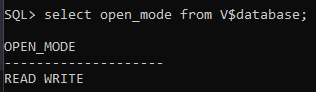 SQL> select open_mode from V$database;
OPEN_MODE
--------------------
READ WRITE